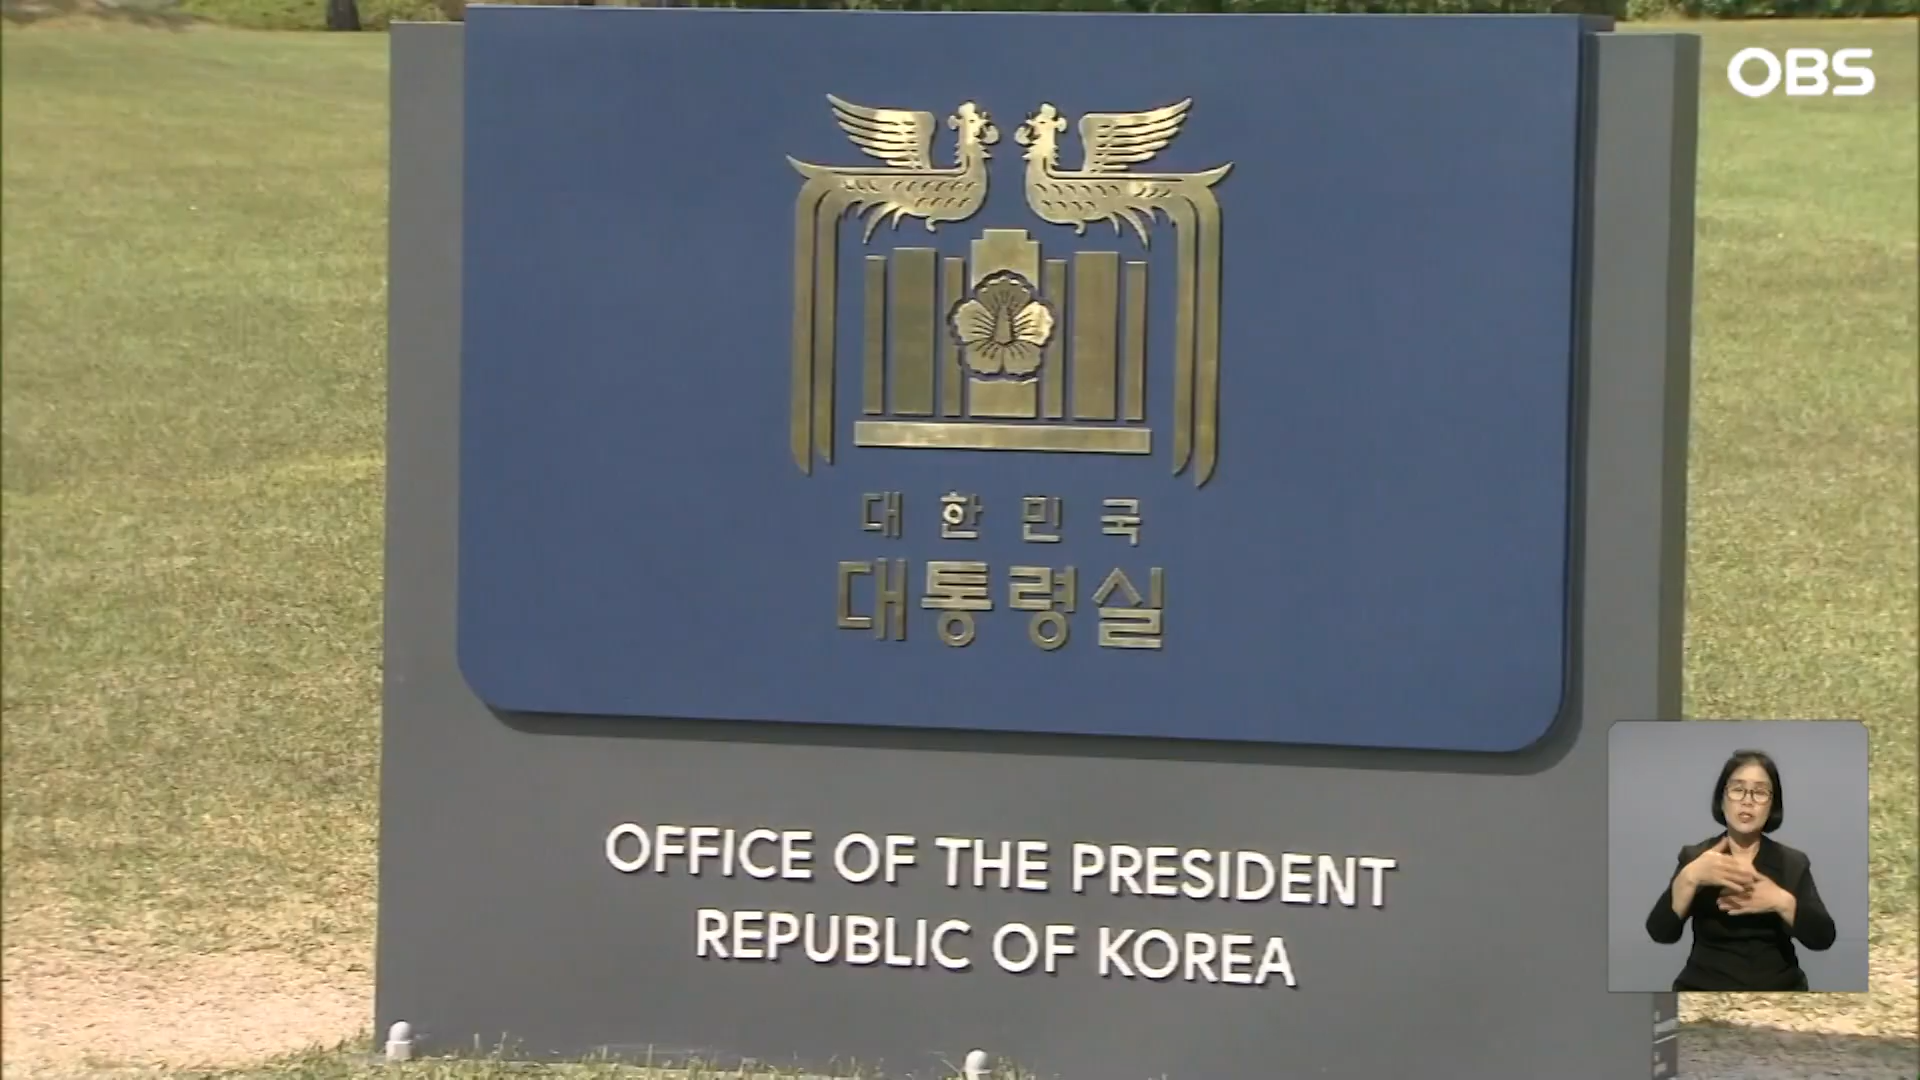 OBS
대한민국
대통령실
OFFICE OF THE PRESIDENT
REPUBLIC OF KOREA